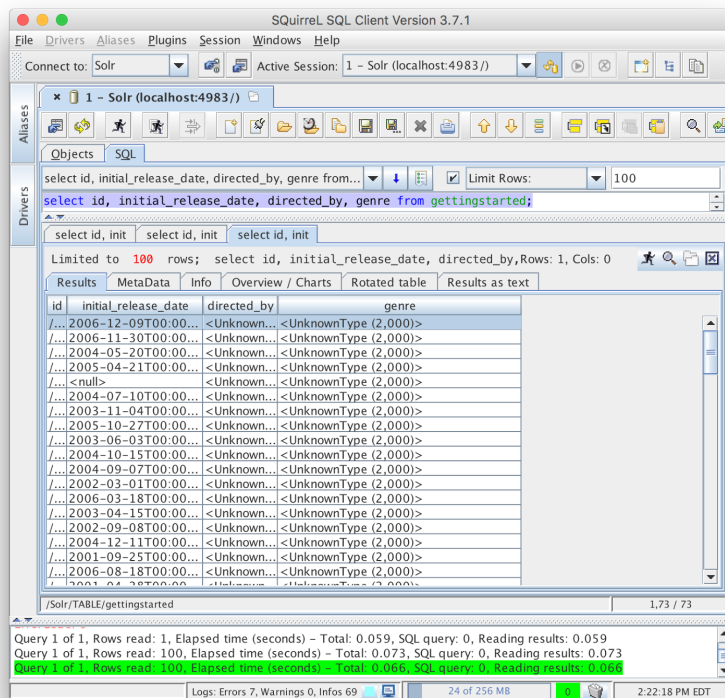 SQuirreL SQL Client Version 3.7.1
File Drivers Aliases Plugins Session Windows Help
Connect to: Solr Active Session: 1 – Solr (localhost:4983/)
Aliases
Drivers
1 – Solr (localhost:4983/)
Objects SQL
select id, initial_release_date, directed_by, genre from... Limit Rows: 100
select id, initial_release_date, directed_by, genre from gettingstarted;
select id, init select id, init select id, init
Limited to 100 rows; select id, initial_release_date, directed_by,Rows: 1, Cols: 0
Results MetaData Info Overview / Charts Rotated table Results as text
id initial_release_date directed_by genre
/... 2006-12-09T00:00... <Unknown... <UnknownType (2,000)>
/... 2006-11-30T00:00... <Unknown... <UnknownType (2,000)>
/... 2004-05-20T00:00... <Unknown... <UnknownType (2,000)>
/... 2005-04-21T00:00... <Unknown... <UnknownType (2,000)>
/... <null> <Unknown... <UnknownType (2,000)>
/... 2004-07-10T00:00... <Unknown... <UnknownType (2,000)>
/... 2003-11-04T00:00... <Unknown... <UnknownType (2,000)>
/... 2005-10-27T00:00... <Unknown... <UnknownType (2,000)>
/... 2003-06-03T00:00... <Unknown... <UnknownType (2,000)>
/... 2004-10-15T00:00... <Unknown... <UnknownType (2,000)>
/... 2004-09-07T00:00... <Unknown... <UnknownType (2,000)>
/... 2002-03-01T00:00... <Unknown... <UnknownType (2,000)>
/... 2006-03-18T00:00... <Unknown... <UnknownType (2,000)>
/... 2003-04-15T00:00... <Unknown... <UnknownType (2,000)>
/... 2002-09-08T00:00... <Unknown... <UnknownType (2,000)>
/... 2004-12-11T00:00... <Unknown... <UnknownType (2,000)>
/... 2001-09-25T00:00... <Unknown... <UnknownType (2,000)>
/... 2006-08-18T00:00... <Unknown... <UnknownType (2,000)>
/Solr/TABLE/gettingstarted 1,73 / 73
Query 1 of 1, Rows read: 1, Elapsed time (seconds) – Total: 0.059, SQL query: 0, Reading results: 0.059
Query 1 of 1, Rows read: 100, Elapsed time (seconds) – Total: 0.073, SQL query: 0, Reading results: 0.073
Query 1 of 1, Rows read: 100, Elapsed time (seconds) – Total: 0.066, SQL query: 0, Reading results: 0.066
Logs: Errors 7, Warnings 0, Infos 69 24 of 256 MB 0 2:22:18 PM EDT